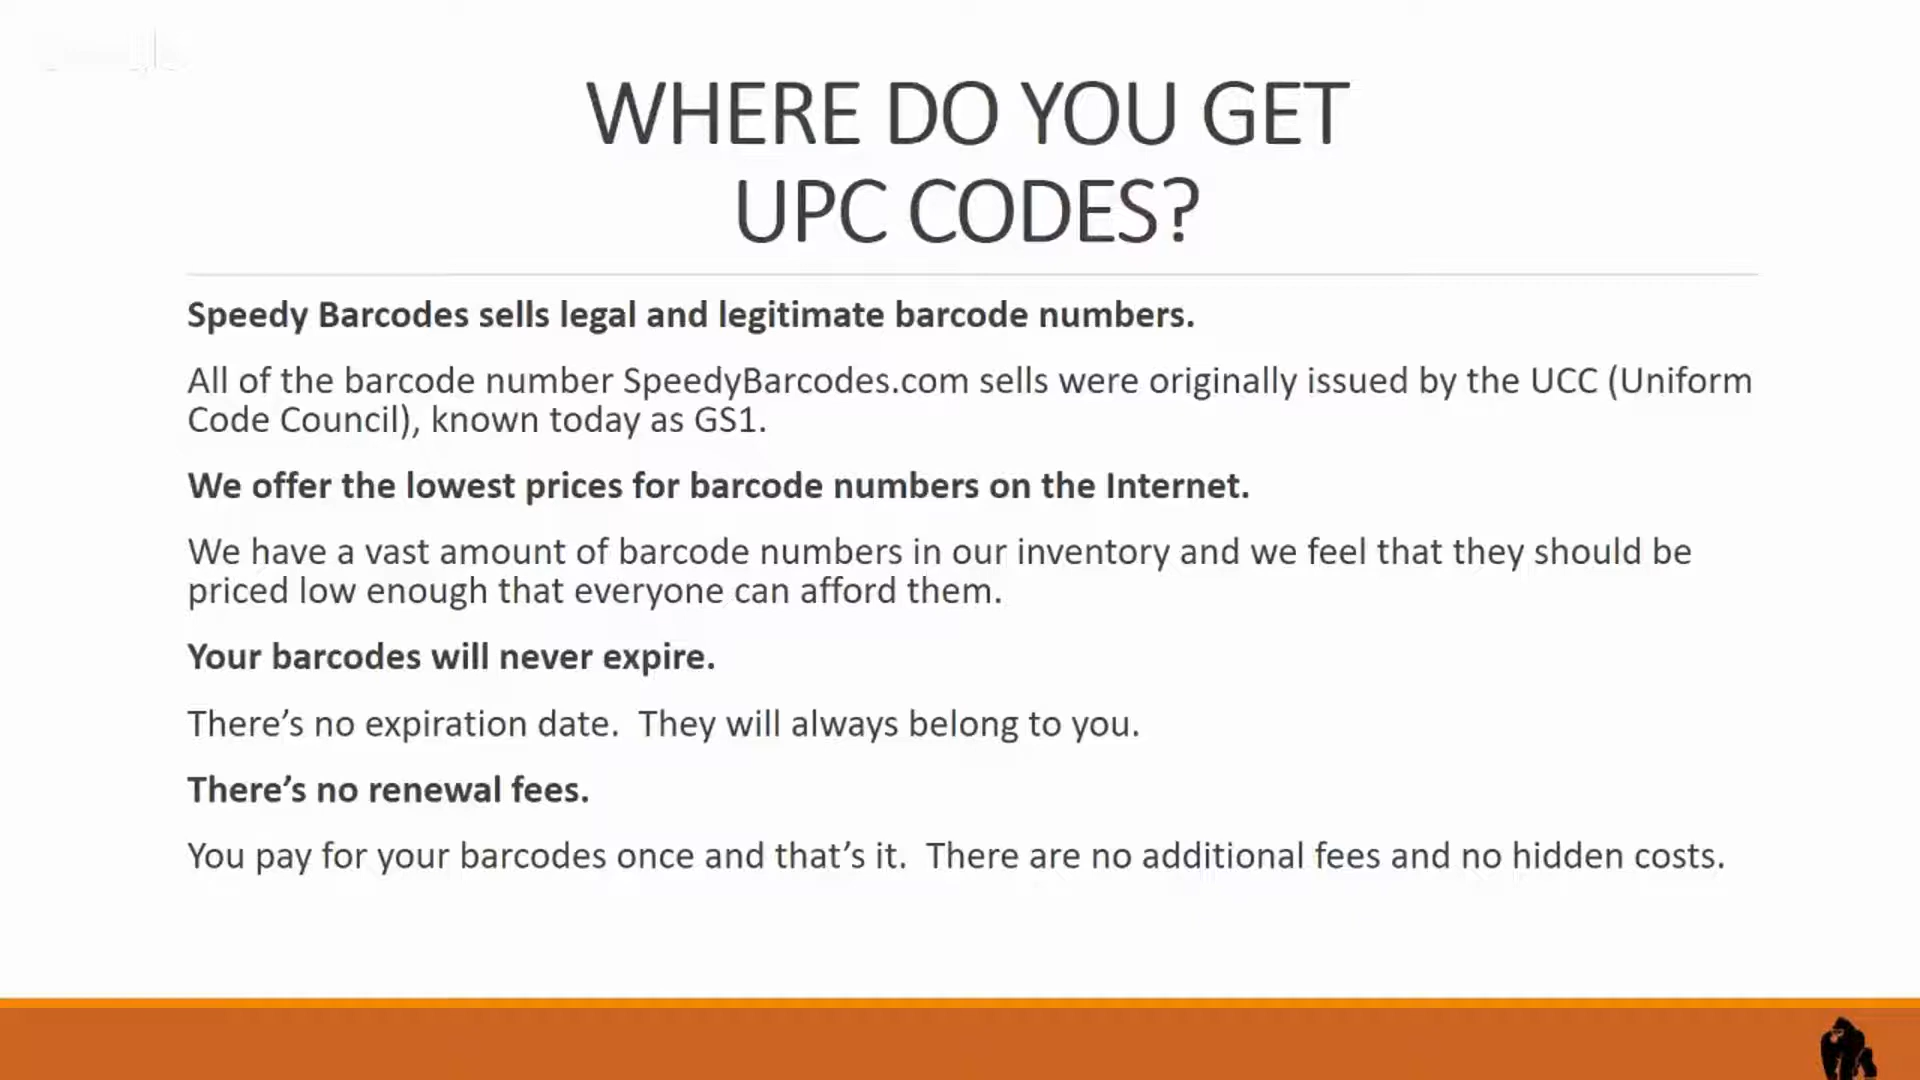 WHERE DO YOU GET
UPC CODES?
Speedy Barcodes sells legal and legitimate barcode numbers.
All of the barcode number SpeedyBarcodes.com sells were originally issued by the UCC (Uniform
Code Council), known today as GS1.
We offer the lowest prices for barcode numbers on the Internet.
We have a vast amount of barcode numbers in our inventory and we feel that they should be
priced low enough that everyone can afford them.
Your barcodes will never expire.
There’s no expiration date.  They will always belong to you.
There’s no renewal fees.
You pay for your barcodes once and that’s it.  There are no additional fees and no hidden costs.